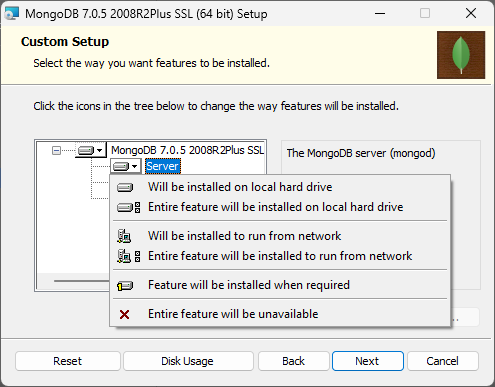 MongoDB 7.0.5 2008R2Plus SSL (64 bit) Setup
Custom Setup
Select the way you want features to be installed.
Click the icons in the tree below to change the way features will be installed.
MongoDB 7.0.5 2008R2Plus SSL
Server
The MongoDB server (mongod)
Will be installed on local hard drive
Entire feature will be installed on local hard drive
Will be installed to run from network
Entire feature will be installed to run from network
Feature will be installed when required
Entire feature will be unavailable
Reset
Disk Usage
Back
Next
Cancel